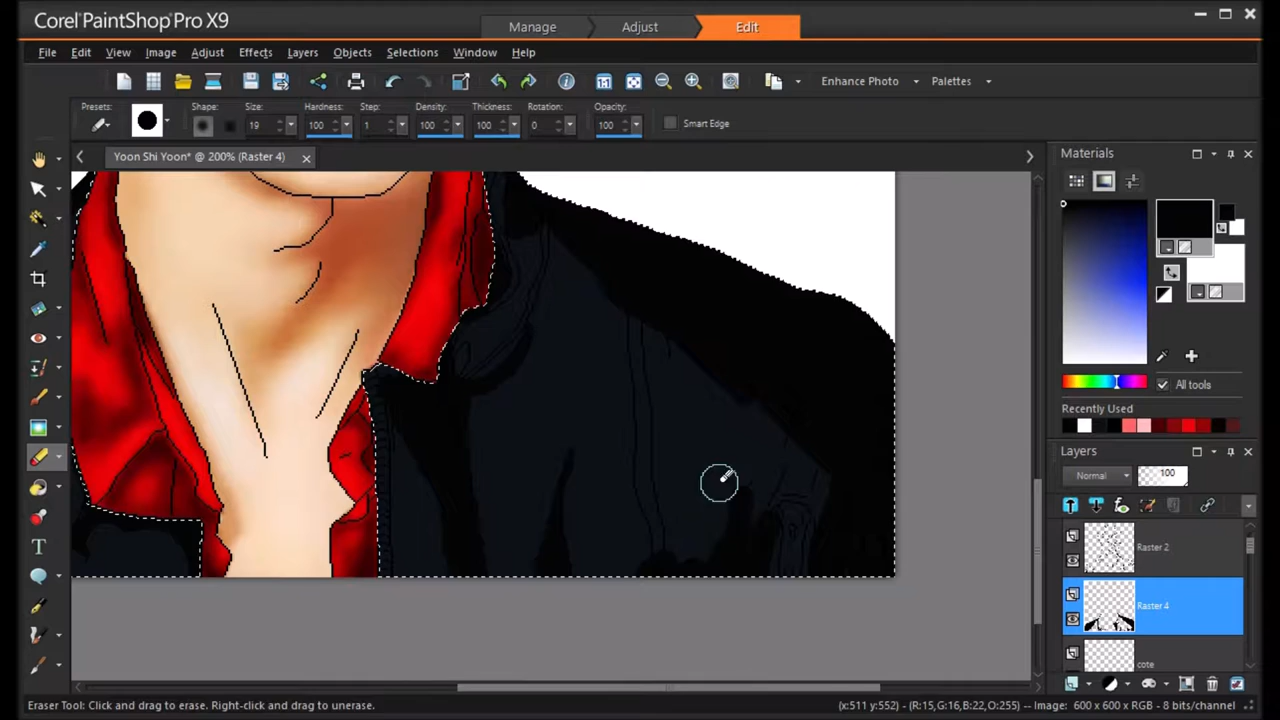 Corel PaintShop Pro X9
Manage Adjust Edit
File Edit View Image Adjust Effects Layers Objects Selections Window Help
1:1 Enhance Photo Palettes
Presets: Shape: Size: Hardness: Step: Density: Thickness: Rotation: Opacity:
19 100 1 100 100 0 100 Smart Edge
Yoon Shi Yoon* @ 200% (Raster 4)
Materials
All tools
Recently Used
Layers
Normal 100
Raster 2
Raster 4
cote
Eraser Tool: Click and drag to erase. Right-click and drag to unerase.
(x:511 y:552) -- (R:15,G:16,B:22,O:255) -- Image: 600 x 600 x RGB - 8 bits/channel